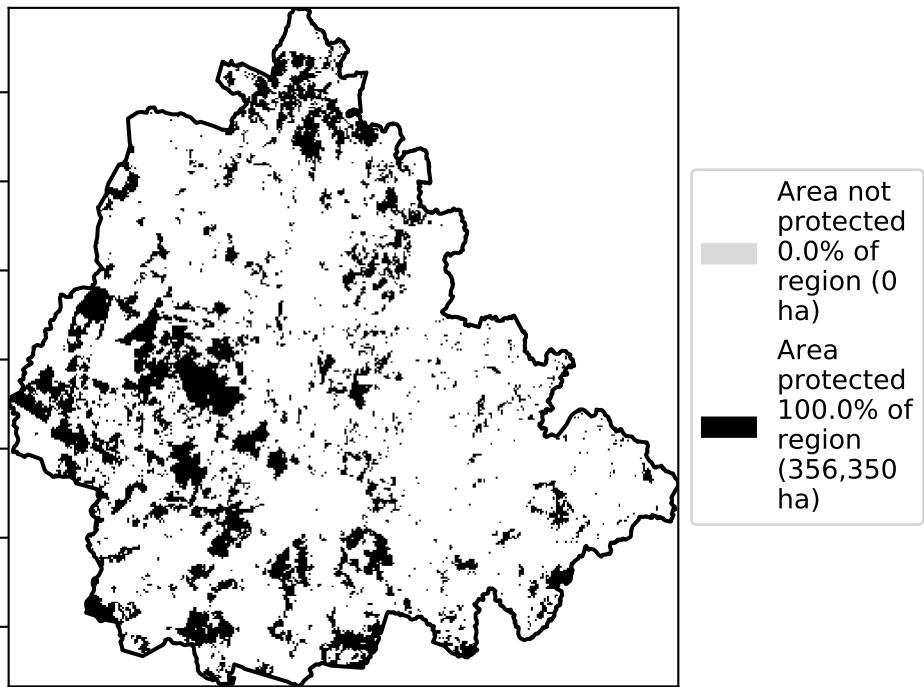 Area not
protected
0.0% of
region (0
ha)
Area
protected
100.0% of
region
(356,350
ha)